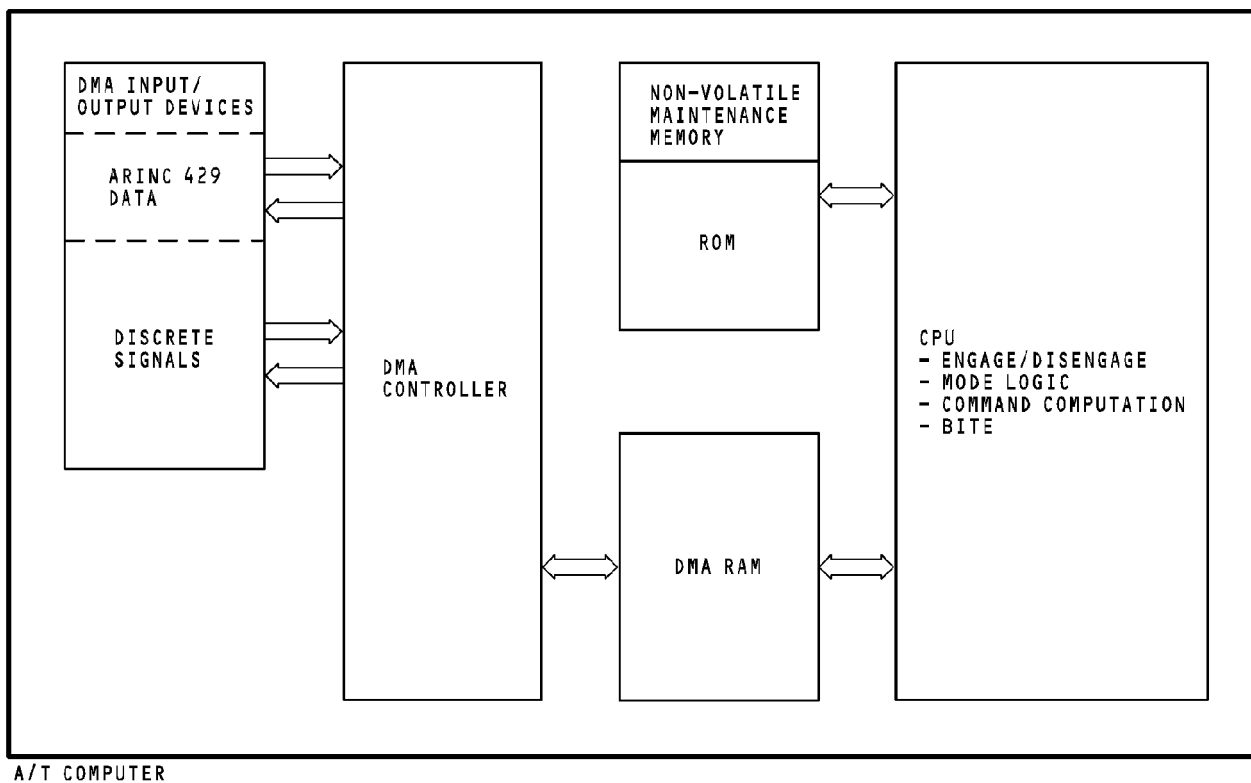 DMA INPUT/
OUTPUT DEVICES
ARINC 429
DATA
DISCRETE
SIGNALS
DMA
CONTROLLER
NON-VOLATILE
MAINTENANCE
MEMORY
ROM
DMA RAM
CPU
- ENGAGE/DISENGAGE
- MODE LOGIC
- COMMAND COMPUTATION
- BITE
A/T COMPUTER